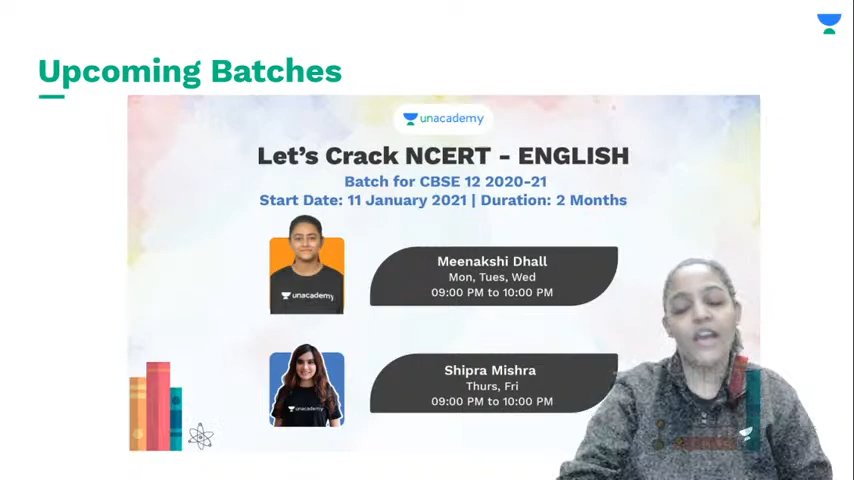 Upcoming Batches
unacademy
Let's Crack NCERT - ENGLISH
Batch for CBSE 12 2020-21
Start Date: 11 January 2021 | Duration: 2 Months
Meenakshi Dhall
Mon, Tues, Wed
09:00 PM to 10:00 PM
unacademy
Shipra Mishra
Thurs, Fri
09:00 PM to 10:00 PM
unacademy